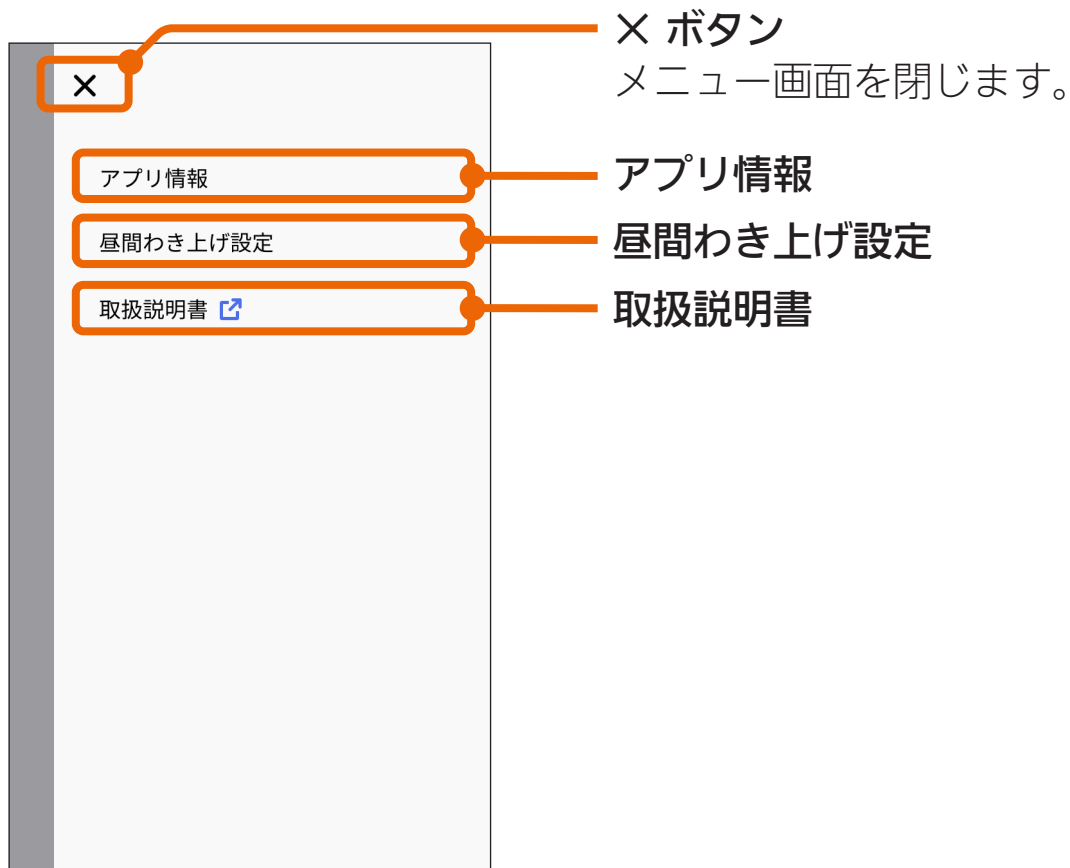 × ボタン
メニュー画面を閉じます。
×
アプリ情報
アプリ情報
昼間わき上げ設定
昼間わき上げ設定
取扱説明書
取扱説明書